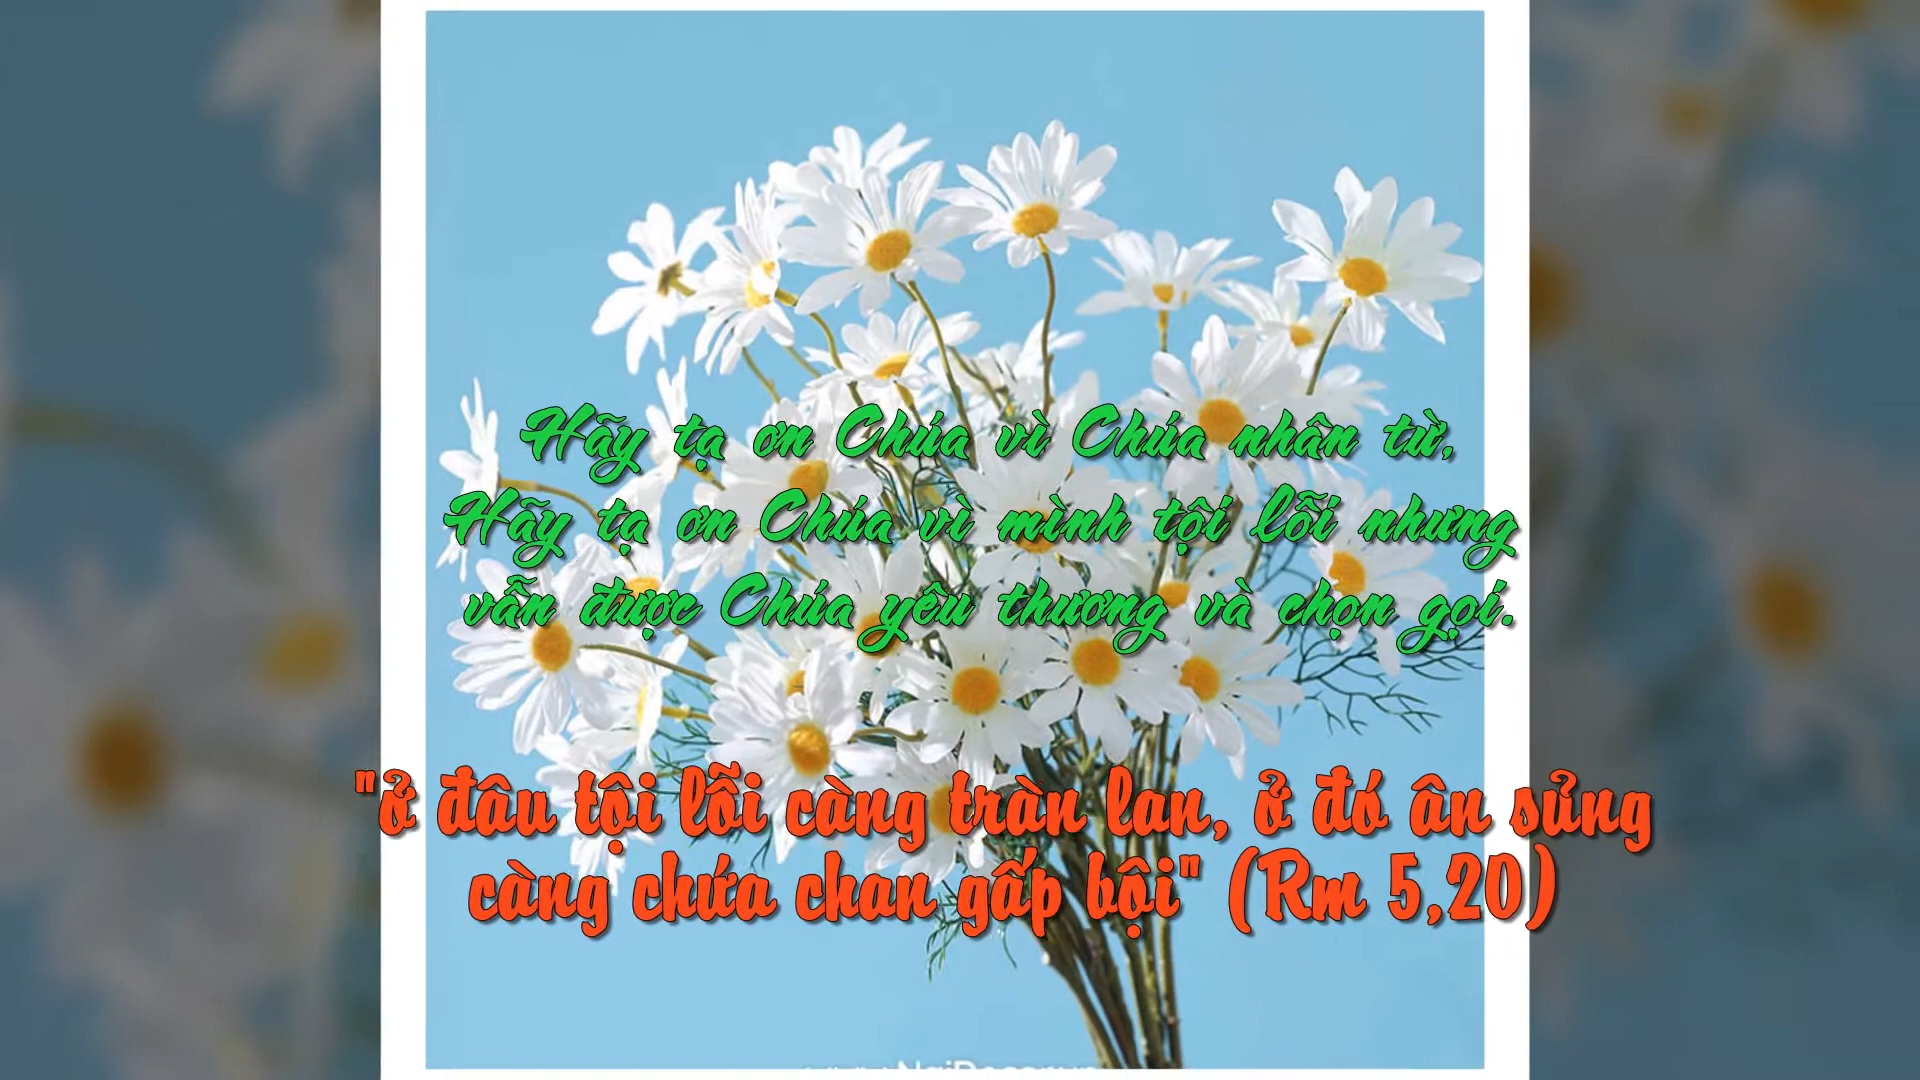 Hãy tạ ơn Chúa vì Chúa nhân từ,
Hãy tạ ơn Chúa vì mình tội lỗi nhưng
vẫn được Chúa yêu thương và chọn gọi.
"ở đâu tội lỗi càng tràn lan, ở đó ân sủng
càng chứa chan gấp bội" (Rm 5,20)